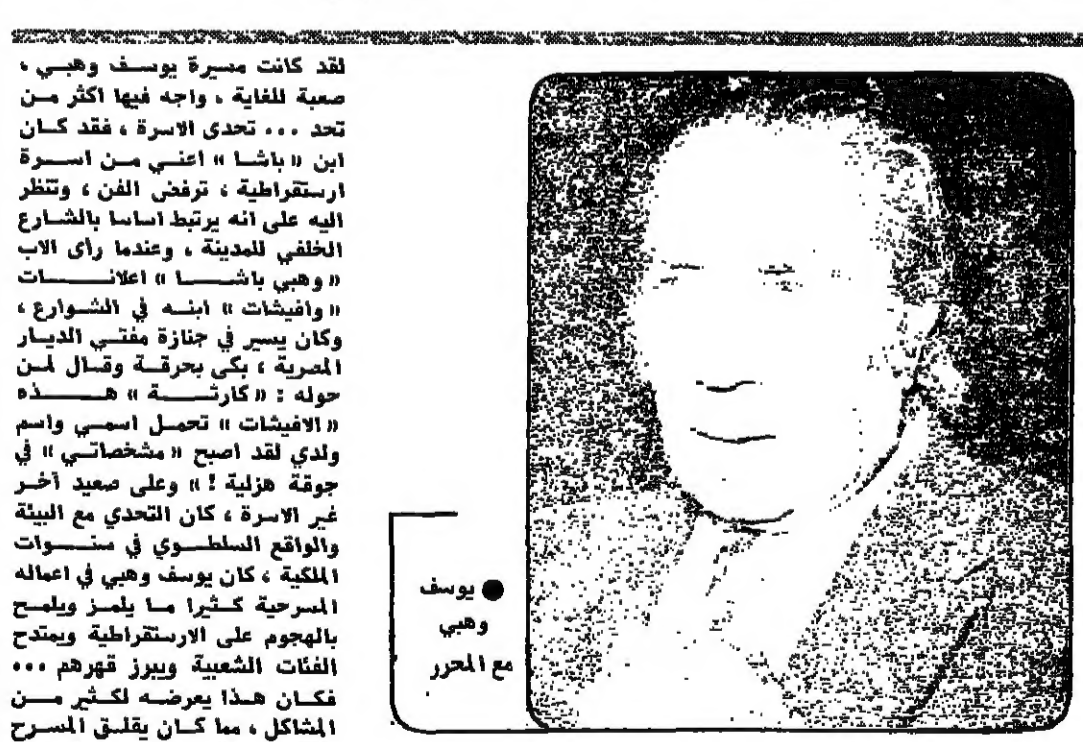 لقد كانت مسيرة يوسف وهبي ،
صعبة للغاية ، واجه فيها اكثر من
تحد ... تحدى الاسرة ، فقد كان
ابن « باشا » اعني من اسرة
ارستقراطية ، ترفض الفن ، وتنظر
اليه على انه يرتبط اساسا بالشارع
الخلفي للمدينة ، وعندما رأى الاب
« وهبي باشا » اعلانات
« وافيشات » ابنه في الشوارع ،
وكان يسير في جنازة مفتي الديار
المصرية ، بكى بحرقة وقال لمن
حوله : « كارثة » هذه
« الافيشات » تحمل اسمي واسم
ولدي لقد اصبح « مشخصاتي » في
جوقة هزلية ! » وعلى صعيد آخر
غير الاسرة ، كان التحدي مع البيئة
والواقع السلطوي في سنوات
الملكية ، كان يوسف وهبي في اعماله
المسرحية كثيرا ما يلمز ويلمح
بالهجوم على الارستقراطية ويمتدح
الفئات الشعبية ويبرز قهرهم ...
فكان هذا يعرضه لكثير من
المشاكل ، مما كان يقلق المسرح
● يوسف
وهبي
مع المحرر